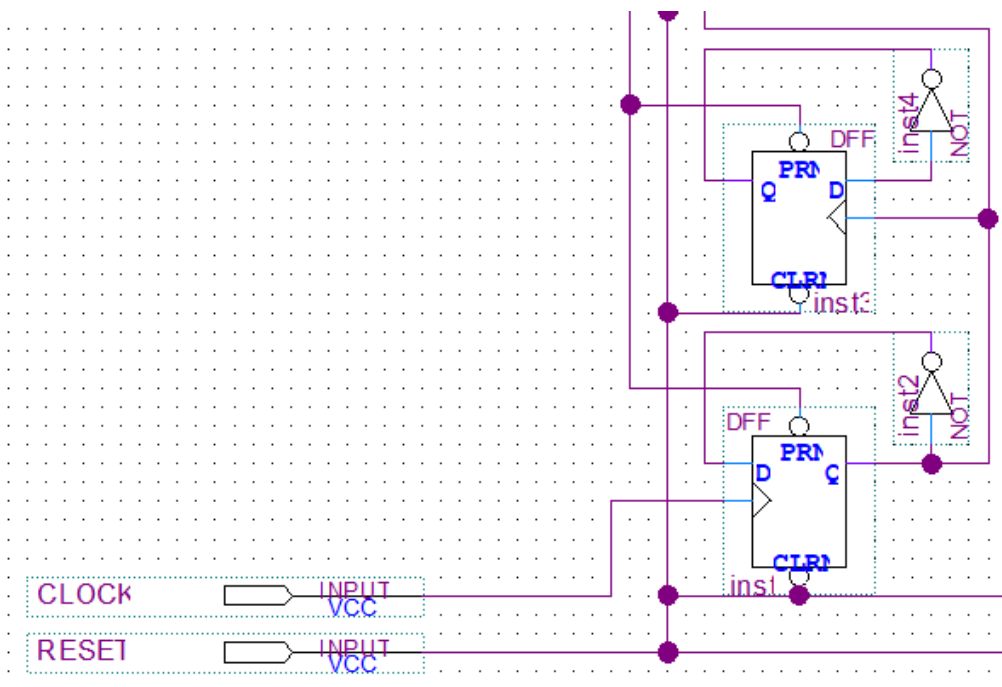 inst4
NOT
DFF
PRN
Q
D
CLRN
inst3
inst2
NOT
DFF
PRN
D
Q
CLRN
inst
CLOCK
INPUT
VCC
RESET
INPUT
VCC